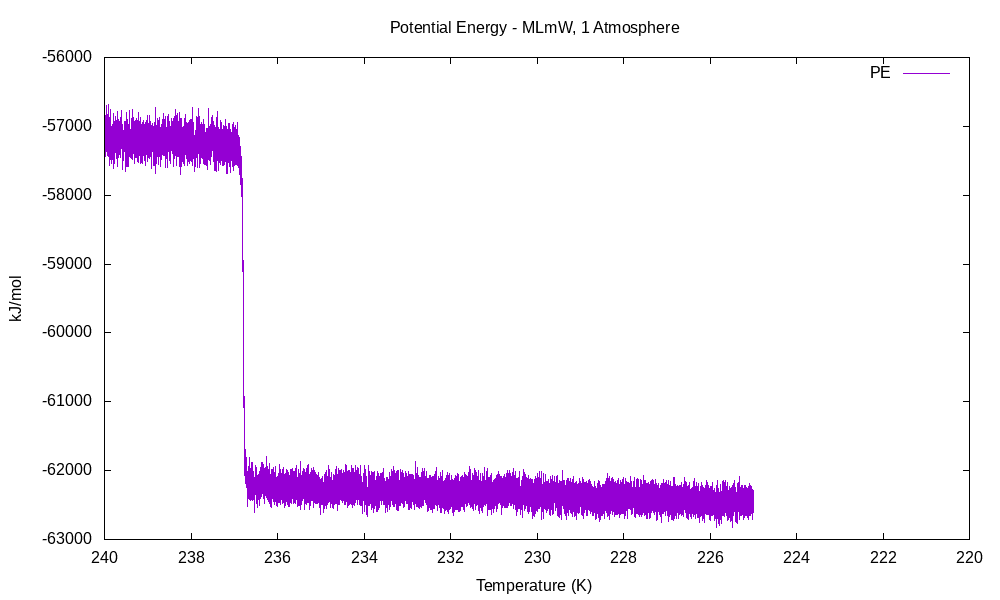 Potential Energy - MLmW, 1 Atmosphere
PE
-56000
-57000
-58000
-59000
-60000
-61000
-62000
-63000
kJ/mol
240 238 236 234 232 230 228 226 224 222 220
Temperature (K)